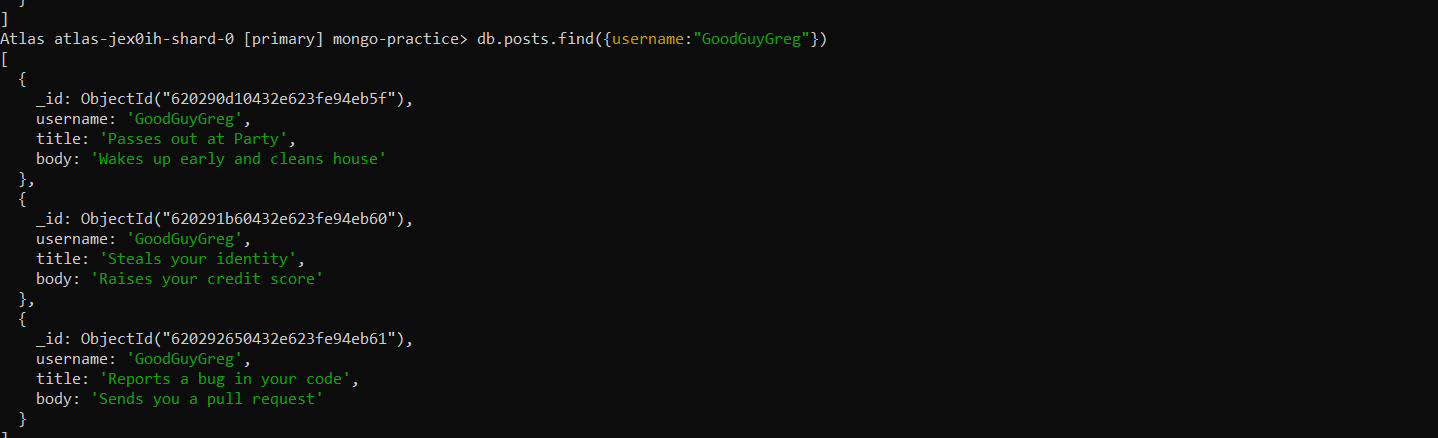 }
]
Atlas atlas-jex0ih-shard-0 [primary] mongo-practice> db.posts.find({username:"GoodGuyGreg"})
[
  {
    _id: ObjectId("620290d10432e623fe94eb5f"),
    username: 'GoodGuyGreg',
    title: 'Passes out at Party',
    body: 'Wakes up early and cleans house'
  },
  {
    _id: ObjectId("620291b60432e623fe94eb60"),
    username: 'GoodGuyGreg',
    title: 'Steals your identity',
    body: 'Raises your credit score'
  },
  {
    _id: ObjectId("620292650432e623fe94eb61"),
    username: 'GoodGuyGreg',
    title: 'Reports a bug in your code',
    body: 'Sends you a pull request'
  }
]